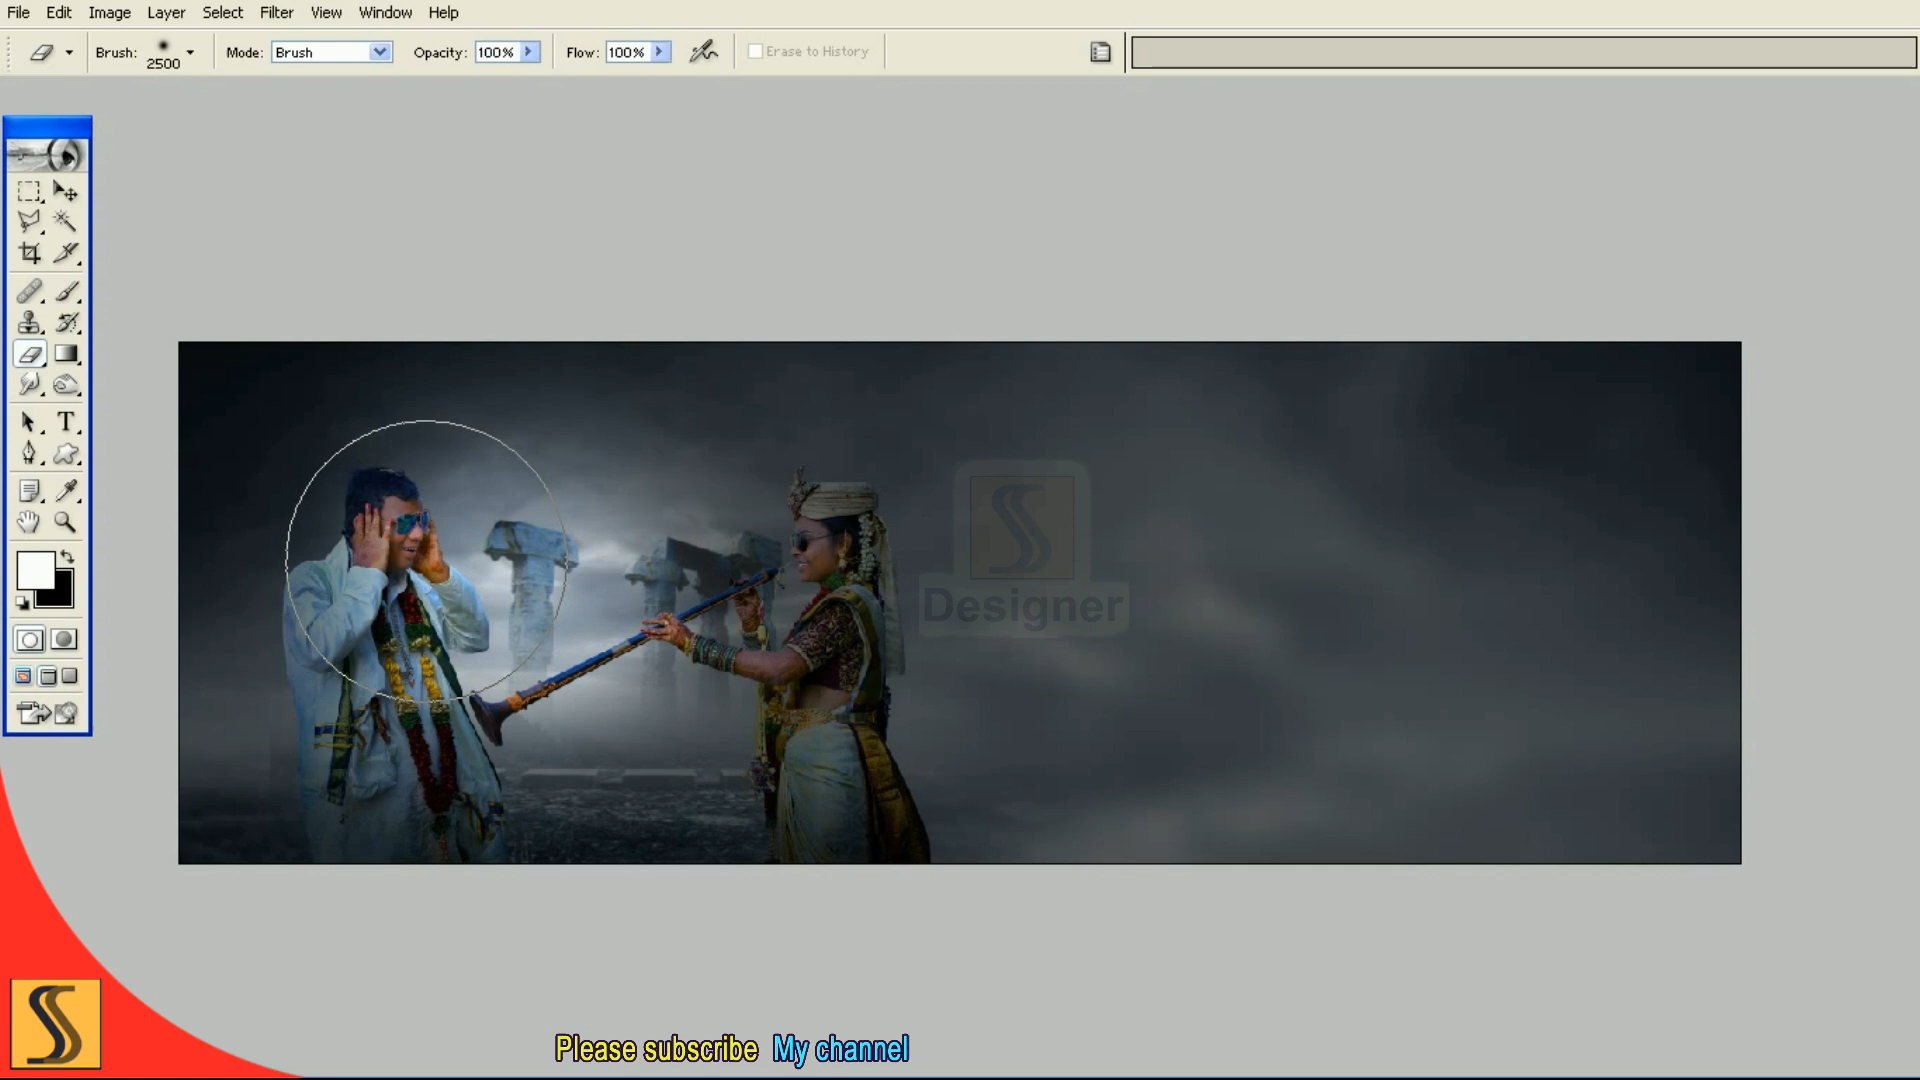 File Edit Image Layer Select Filter View Window Help
Brush: 2500 Mode: Brush Opacity: 100% Flow: 100% Erase to History
T
Designer
Please subscribe My channel